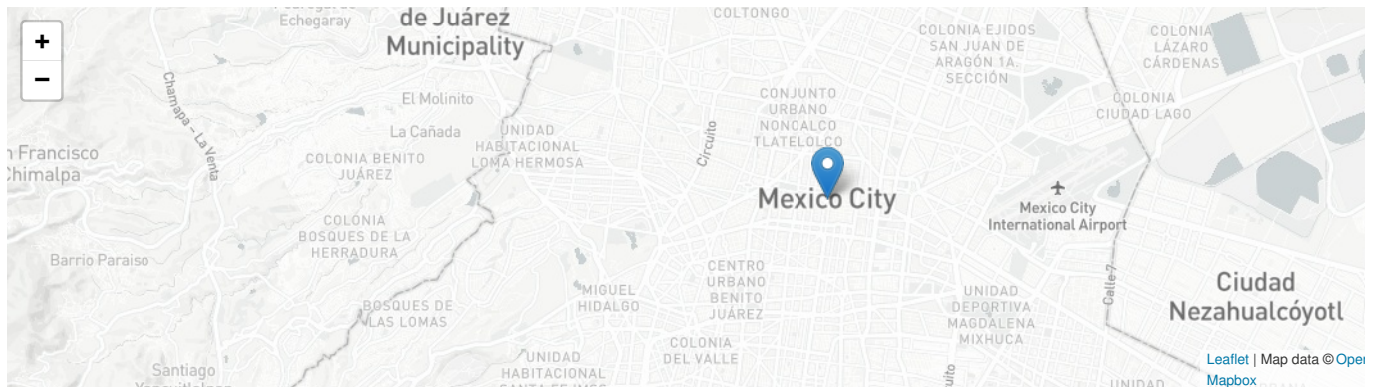 +
−
de Juárez
Municipality
Echegaray
COLTONGO
COLONIA EJIDOS
SAN JUAN DE
ARAGÓN 1A.
SECCIÓN
COLONIA
LÁZARO
CÁRDENAS
Chamapa - La Venta
El Molinito
La Cañada
UNIDAD
HABITACIONAL
LOMA HERMOSA
Circuito
CONJUNTO
URBANO
NONOALCO
TLATELOLCO
COLONIA
CIUDAD LAGO
Francisco
Chimalpa
COLONIA BENITO
JUÁREZ
Mexico City
Mexico City
International Airport
COLONIA
BOSQUES DE LA
HERRADURA
Barrio Paraiso
CENTRO
URBANO
BENITO
JUÁREZ
MIGUEL
HIDALGO
UNIDAD
DEPORTIVA
MAGDALENA
MIXHUCA
Calle 7
Ciudad
Nezahualcóyotl
BOSQUES DE
LAS LOMAS
COLONIA
DEL VALLE
Santiago
UNIDAD
HABITACIONAL
UNIDAD
Leaflet | Map data © Open
Mapbox